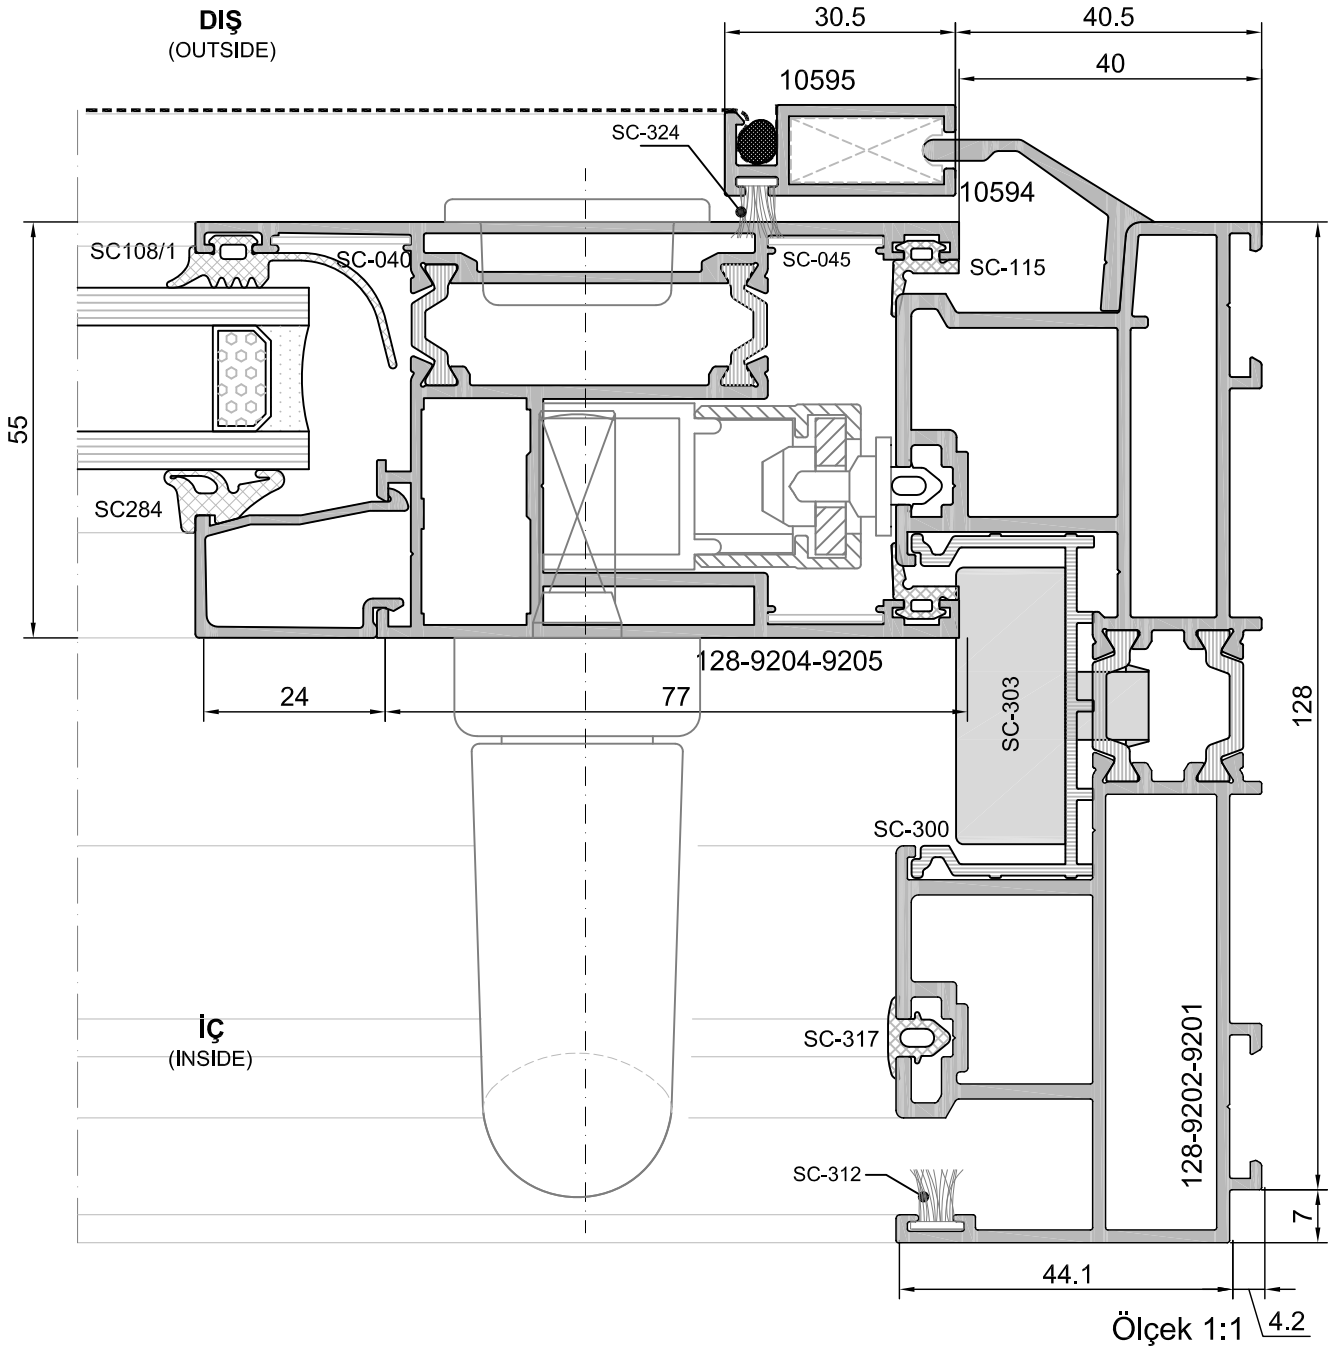 DIŞ
(OUTSIDE)
30.5
40.5
40
10595
SC-324
10594
SC108/1
SC-040
SC-045
SC-115
55
SC284
128-9204-9205
24
77
SC-303
128
SC-300
İÇ
(INSIDE)
SC-317
128-9202-9201
SC-312
7
44.1
4.2
Ölçek 1:1